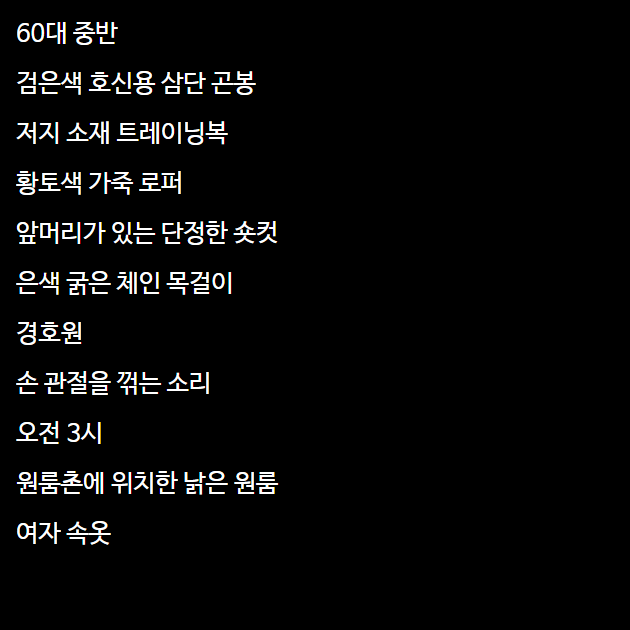 60대 중반
검은색 호신용 삼단 곤봉
저지 소재 트레이닝복
황토색 가죽 로퍼
앞머리가 있는 단정한 숏컷
은색 굵은 체인 목걸이
경호원
손 관절을 꺾는 소리
오전 3시
원룸촌에 위치한 낡은 원룸
여자 속옷